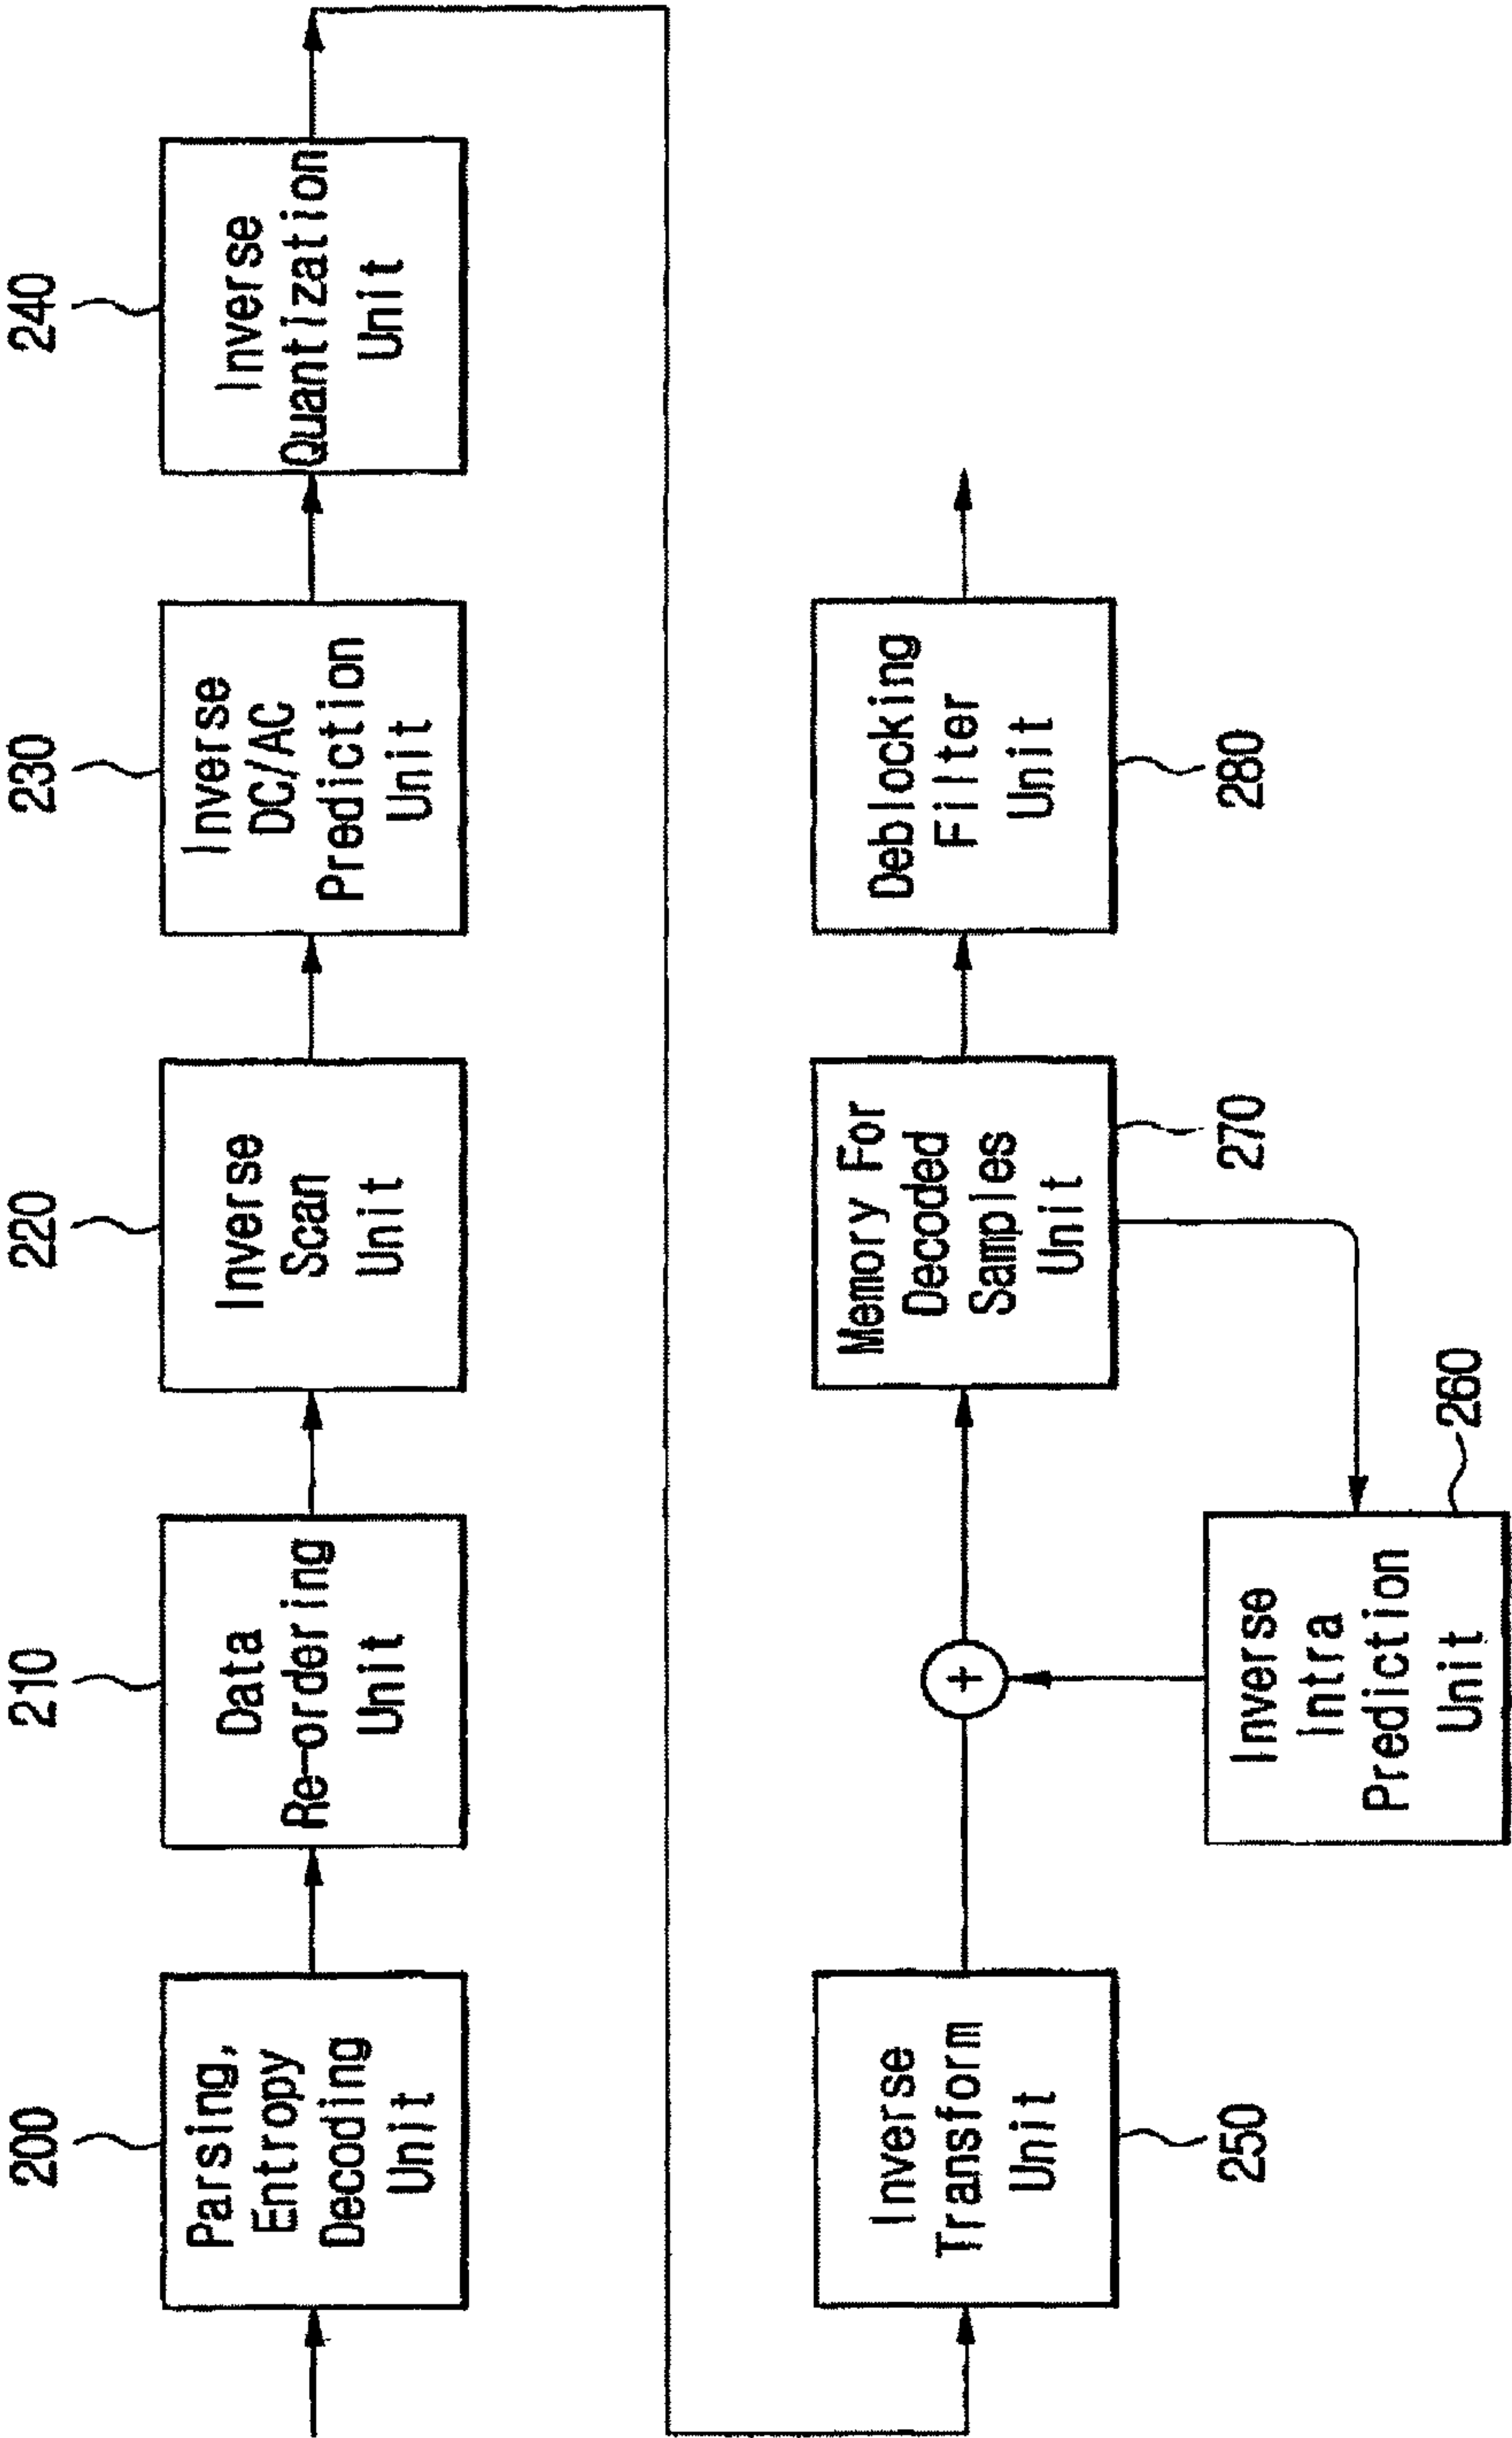 200
Parsing,
Entropy
Decoding
Unit
210
Data
Re-ordering
Unit
220
Inverse
Scan
Unit
230
Inverse
DC/AC
Prediction
Unit
240
Inverse
Quantization
Unit
Inverse
Transform
Unit
250
+
Inverse
Intra
Prediction
Unit
260
Memory For
Decoded
Samples
Unit
270
Deblocking
Filter
Unit
280